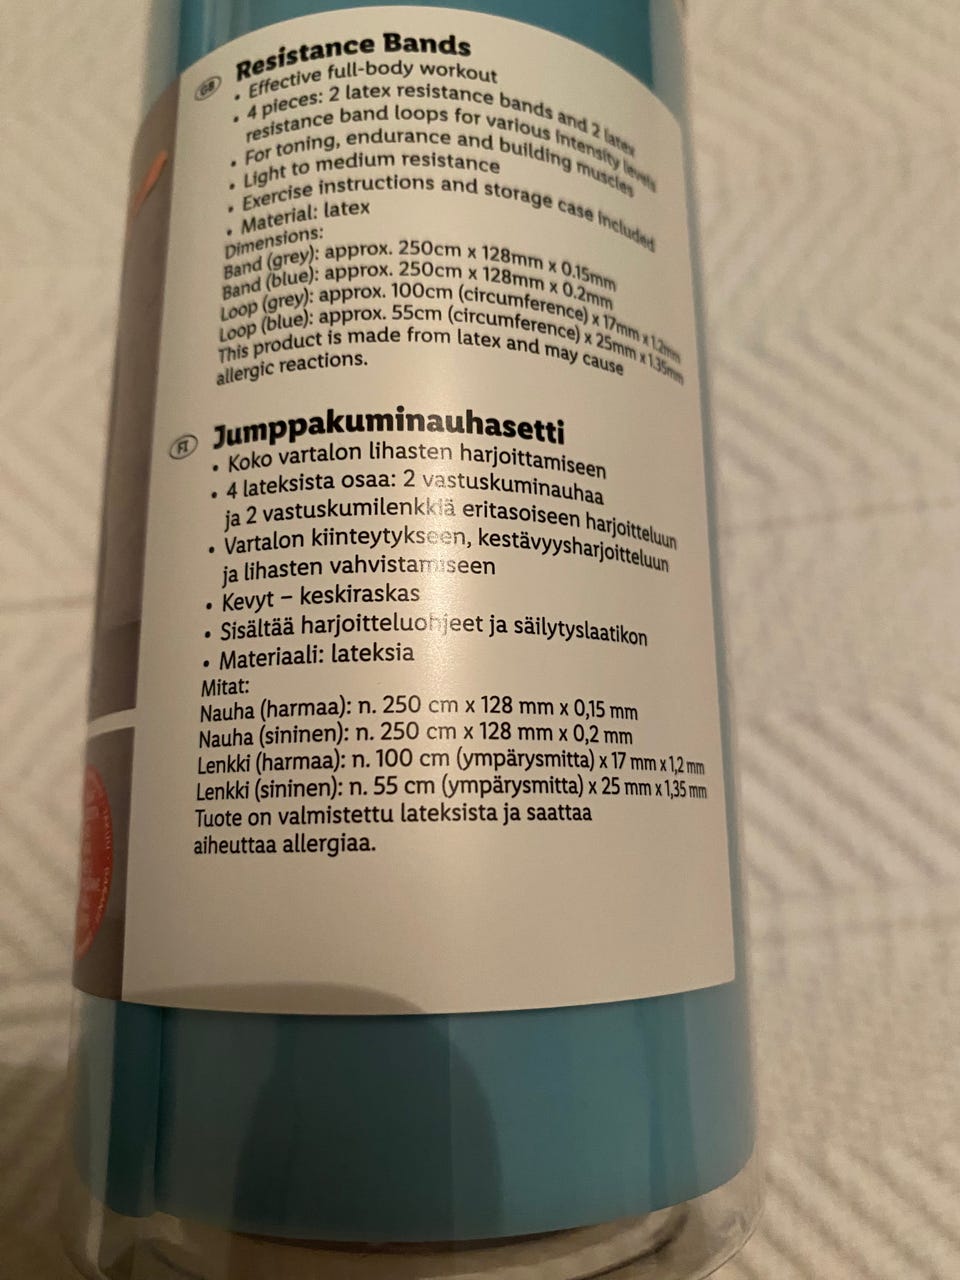 GB
Resistance Bands
• Effective full-body workout
• 4 pieces: 2 latex resistance bands and 2 latex
resistance band loops for various intensity levels
• For toning, endurance and building muscles
• Light to medium resistance
• Exercise instructions and storage case included
• Material: latex
Dimensions:
Band (grey): approx. 250cm x 128mm x 0.15mm
Band (blue): approx. 250cm x 128mm x 0.2mm
Loop (grey): approx. 100cm (circumference) x 17mm x 1.2mm
Loop (blue): approx. 55cm (circumference) x 25mm x 1.35mm
This product is made from latex and may cause
allergic reactions.
FI
Jumppakuminauhasetti
• Koko vartalon lihasten harjoittamiseen
• 4 lateksista osaa: 2 vastuskuminauhaa
ja 2 vastuskumilenkkiä eritasoiseen harjoitteluun
• Vartalon kiinteytykseen, kestävyysharjoitteluun
ja lihasten vahvistamiseen
• Kevyt – keskiraskas
• Sisältää harjoitteluohjeet ja säilytyslaatikon
• Materiaali: lateksia
Mitat:
Nauha (harmaa): n. 250 cm x 128 mm x 0,15 mm
Nauha (sininen): n. 250 cm x 128 mm x 0,2 mm
Lenkki (harmaa): n. 100 cm (ympärysmitta) x 17 mm x 1,2 mm
Lenkki (sininen): n. 55 cm (ympärysmitta) x 25 mm x 1,35 mm
Tuote on valmistettu lateksista ja saattaa
aiheuttaa allergiaa.